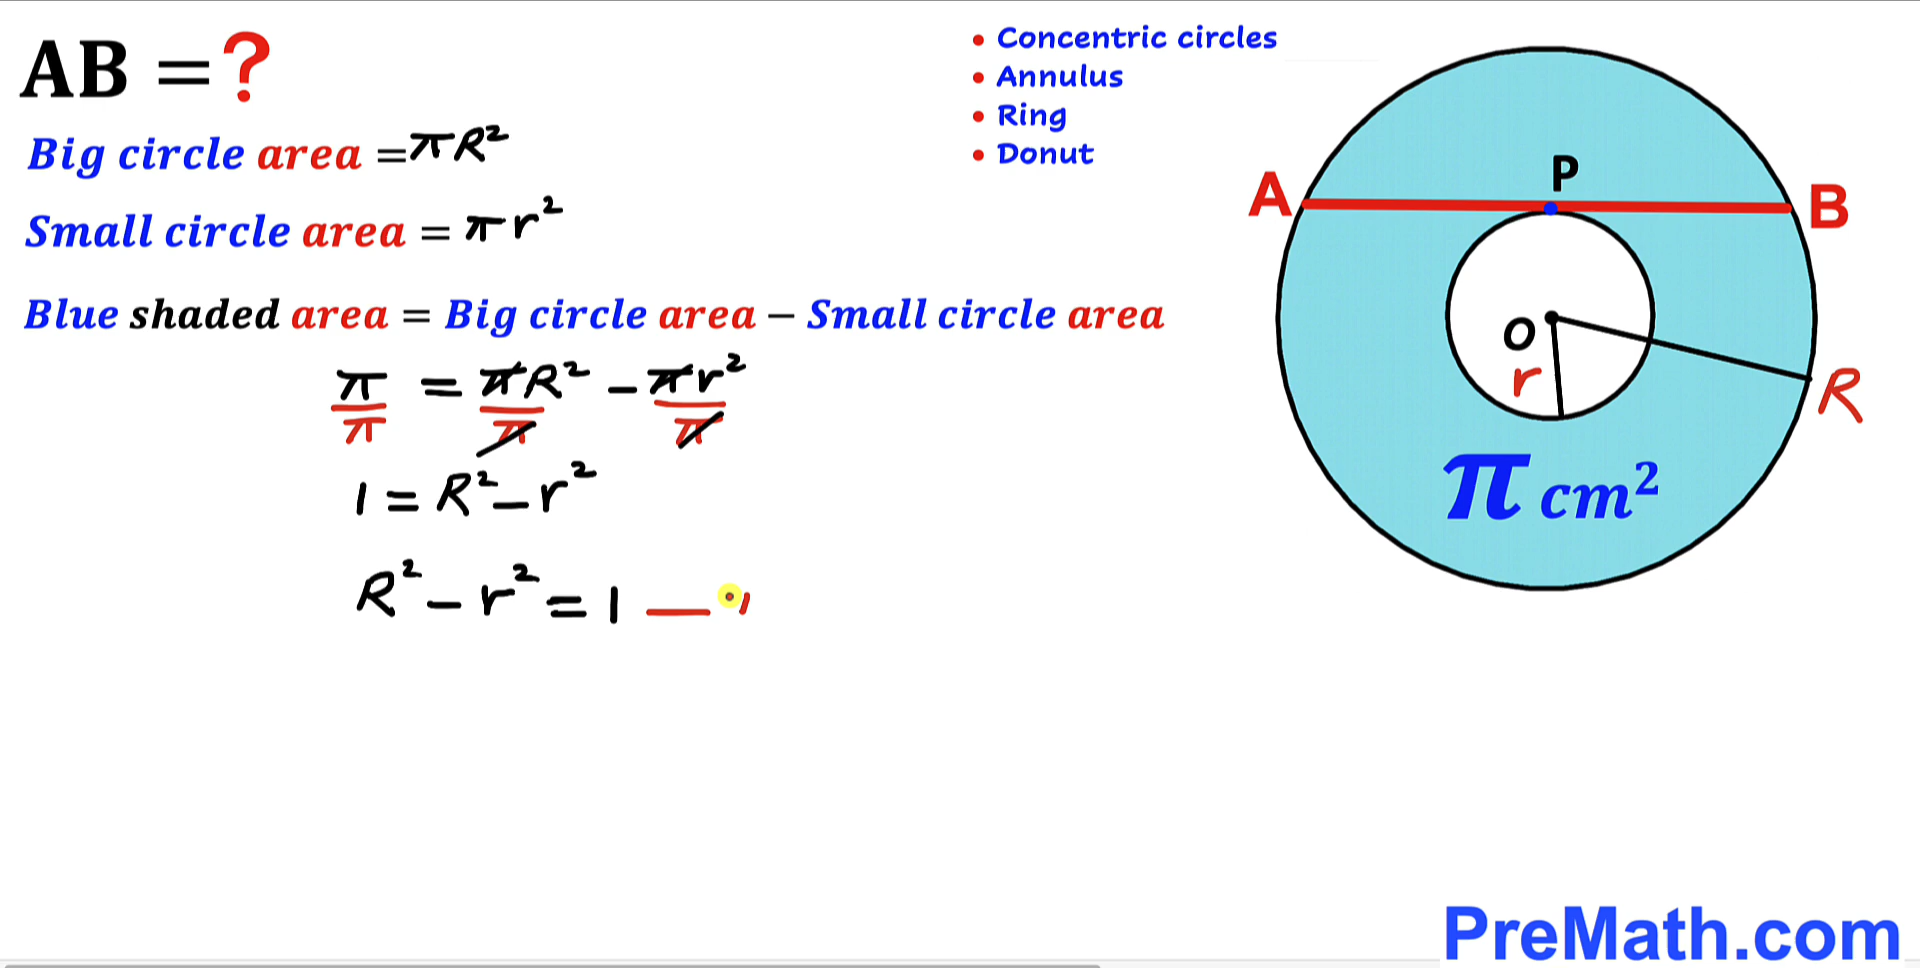 AB = ?
Big circle area = πR²
Small circle area = πr²
Blue shaded area = Big circle area − Small circle area
π/π = πR²/π − πr²/π
1 = R² − r²
R² − r² = 1 —
• Concentric circles
• Annulus
• Ring
• Donut
P
A
B
O
r
R
π cm²
PreMath.com